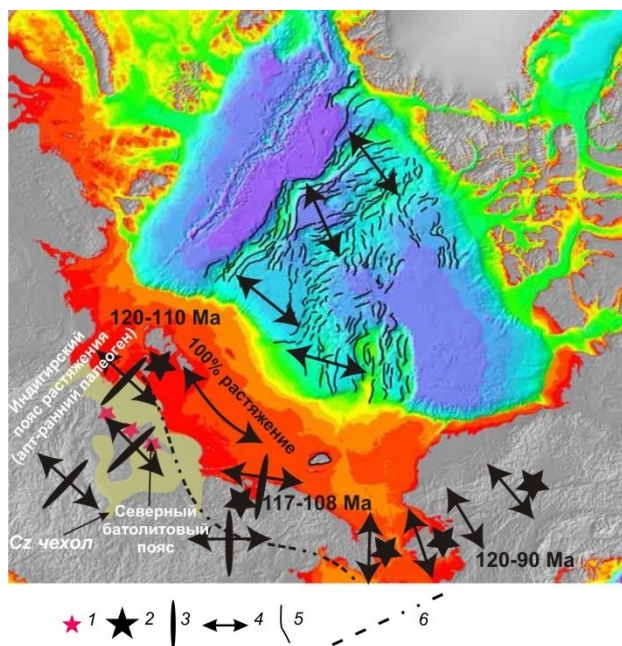 120-110 Ma
Индигирский
пояс растяжения
(апт-ранний палеоген)
100% растяжение
117-108 Ma
Северный
батолитовый
пояс
Cz чехол
120-90 Ma
1 2 3 4 5 6